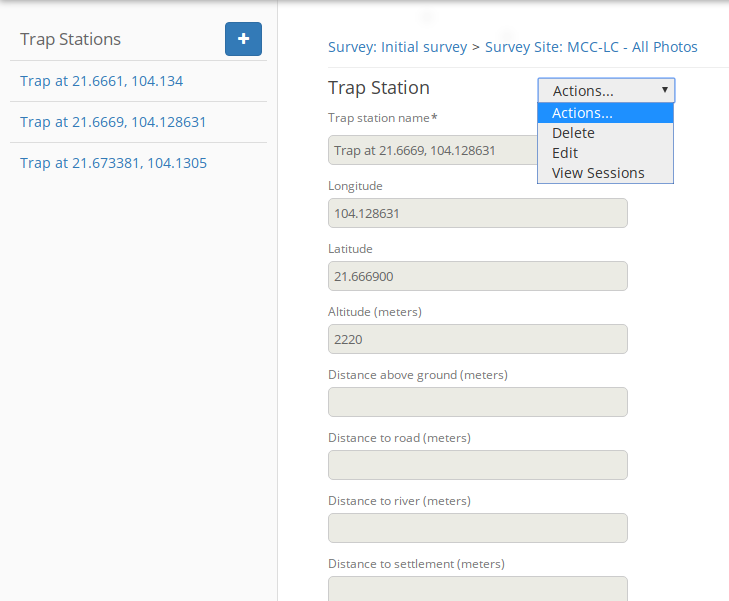 Trap Stations
+
Trap at 21.6661, 104.134
Trap at 21.6669, 104.128631
Trap at 21.673381, 104.1305
Survey: Initial survey > Survey Site: MCC-LC - All Photos
Trap Station
Actions...
Actions...
Delete
Edit
View Sessions
Trap station name*
Trap at 21.6669, 104.128631
Longitude
104.128631
Latitude
21.666900
Altitude (meters)
2220
Distance above ground (meters)
Distance to road (meters)
Distance to river (meters)
Distance to settlement (meters)